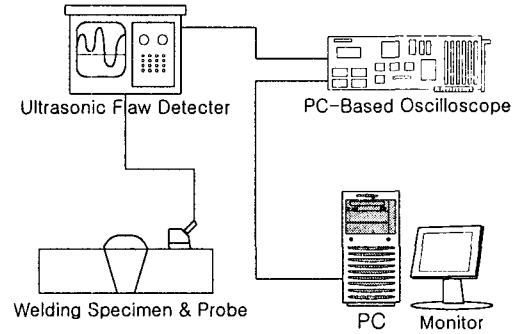 Ultrasonic Flaw Detecter
PC-Based Oscilloscope
Welding Specimen & Probe
PC
Monitor